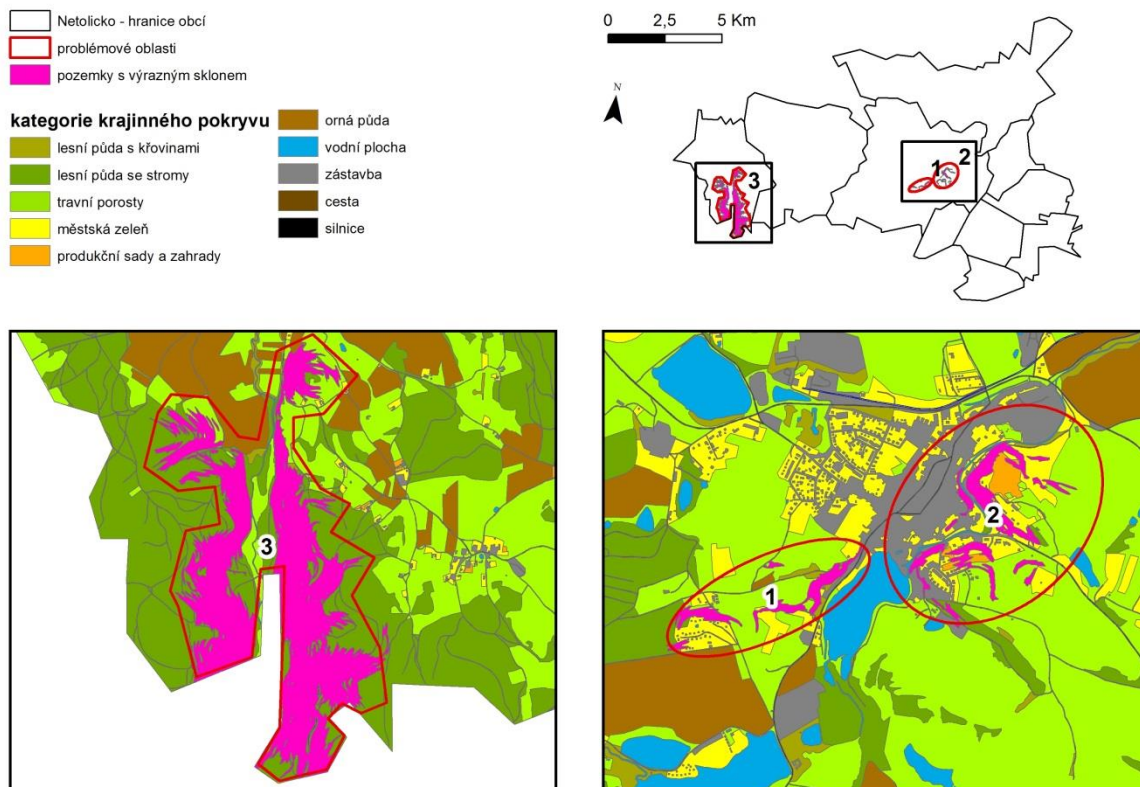 Netolicko - hranice obcí
problémové oblasti
pozemky s výrazným sklonem
kategorie krajinného pokryvu
lesní půda s křovinami
lesní půda se stromy
travní porosty
městská zeleň
produkční sady a zahrady
orná půda
vodní plocha
zástavba
cesta
silnice
0 2,5 5 Km
N
1 2
3
3
1
2